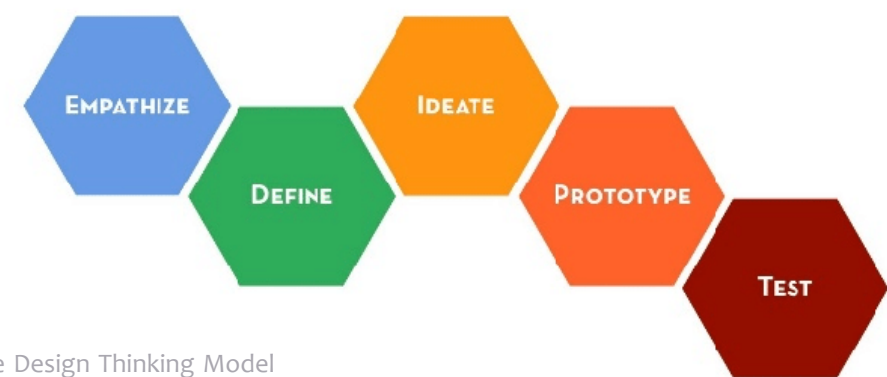 EMPATHIZE
DEFINE
IDEATE
PROTOTYPE
TEST
Design Thinking Model